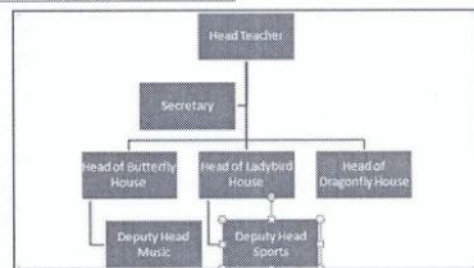 Head Teacher
Secretary
Head of Butterfly
House
Head of Ladybird
House
Head of
Dragonfly House
Deputy Head
Music
Deputy Head
Sports